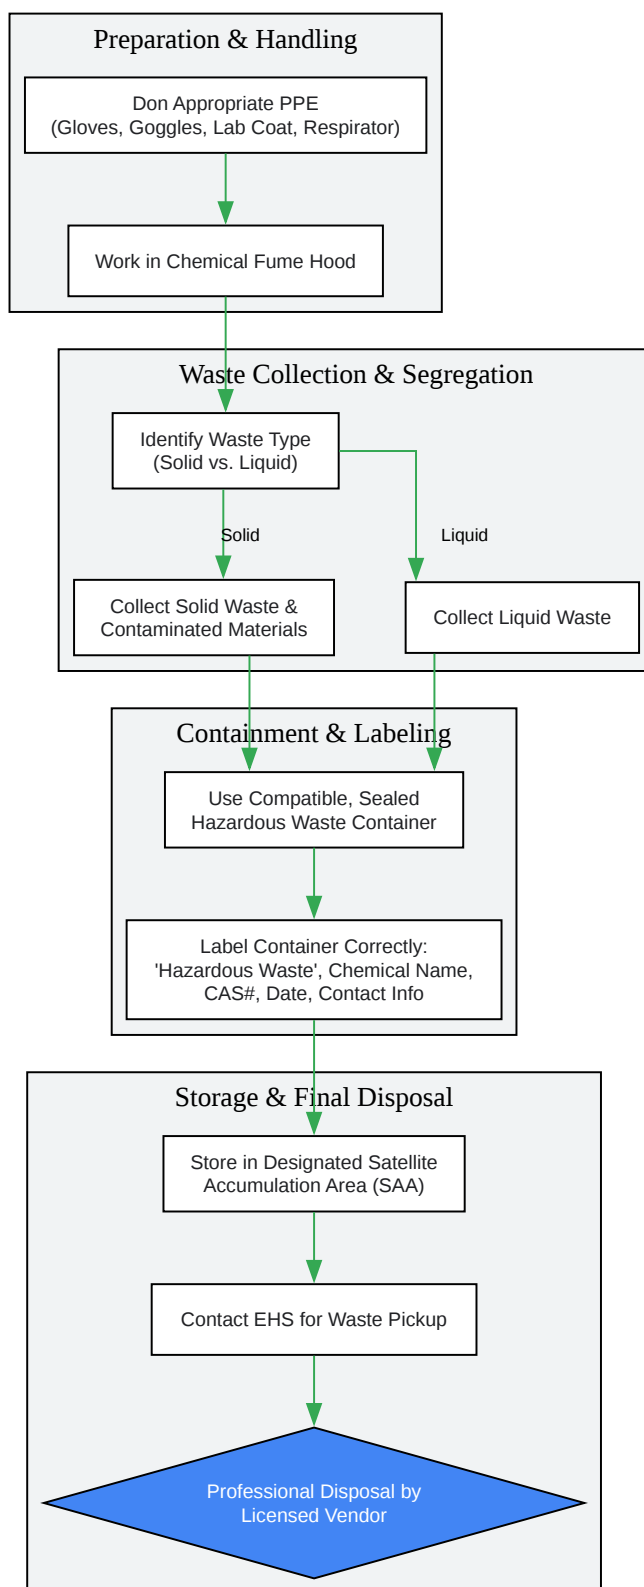 Preparation & Handling
Don Appropriate PPE
(Gloves, Goggles, Lab Coat, Respirator)
Work in Chemical Fume Hood
Waste Collection & Segregation
Identify Waste Type
(Solid vs. Liquid)
Solid
Liquid
Collect Solid Waste &
Contaminated Materials
Collect Liquid Waste
Containment & Labeling
Use Compatible, Sealed
Hazardous Waste Container
Label Container Correctly:
'Hazardous Waste', Chemical Name,
CAS#, Date, Contact Info
Storage & Final Disposal
Store in Designated Satellite
Accumulation Area (SAA)
Contact EHS for Waste Pickup
Professional Disposal by
Licensed Vendor